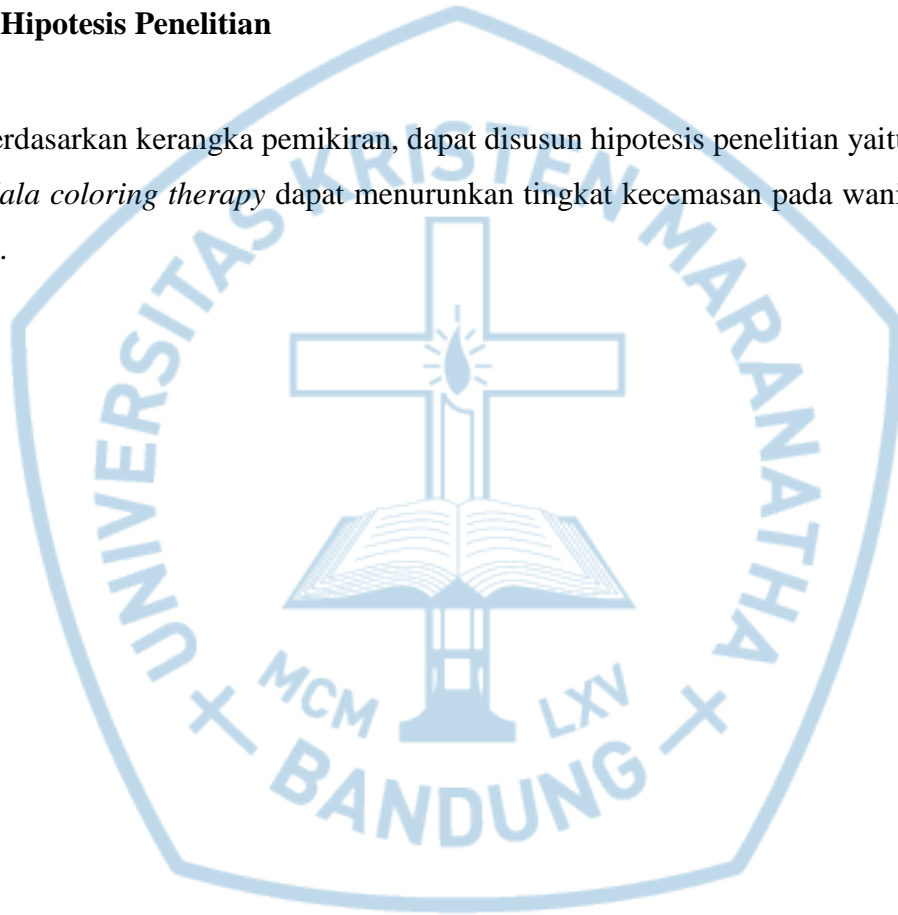 Hipotesis Penelitian
erdasarkan kerangka pemikiran, dapat disusun hipotesis penelitian yaitu
ala coloring therapy dapat menurunkan tingkat kecemasan pada wani
.
UNIVERSITAS KRISTEN MARANATHA
MCM LXV
BANDUNG